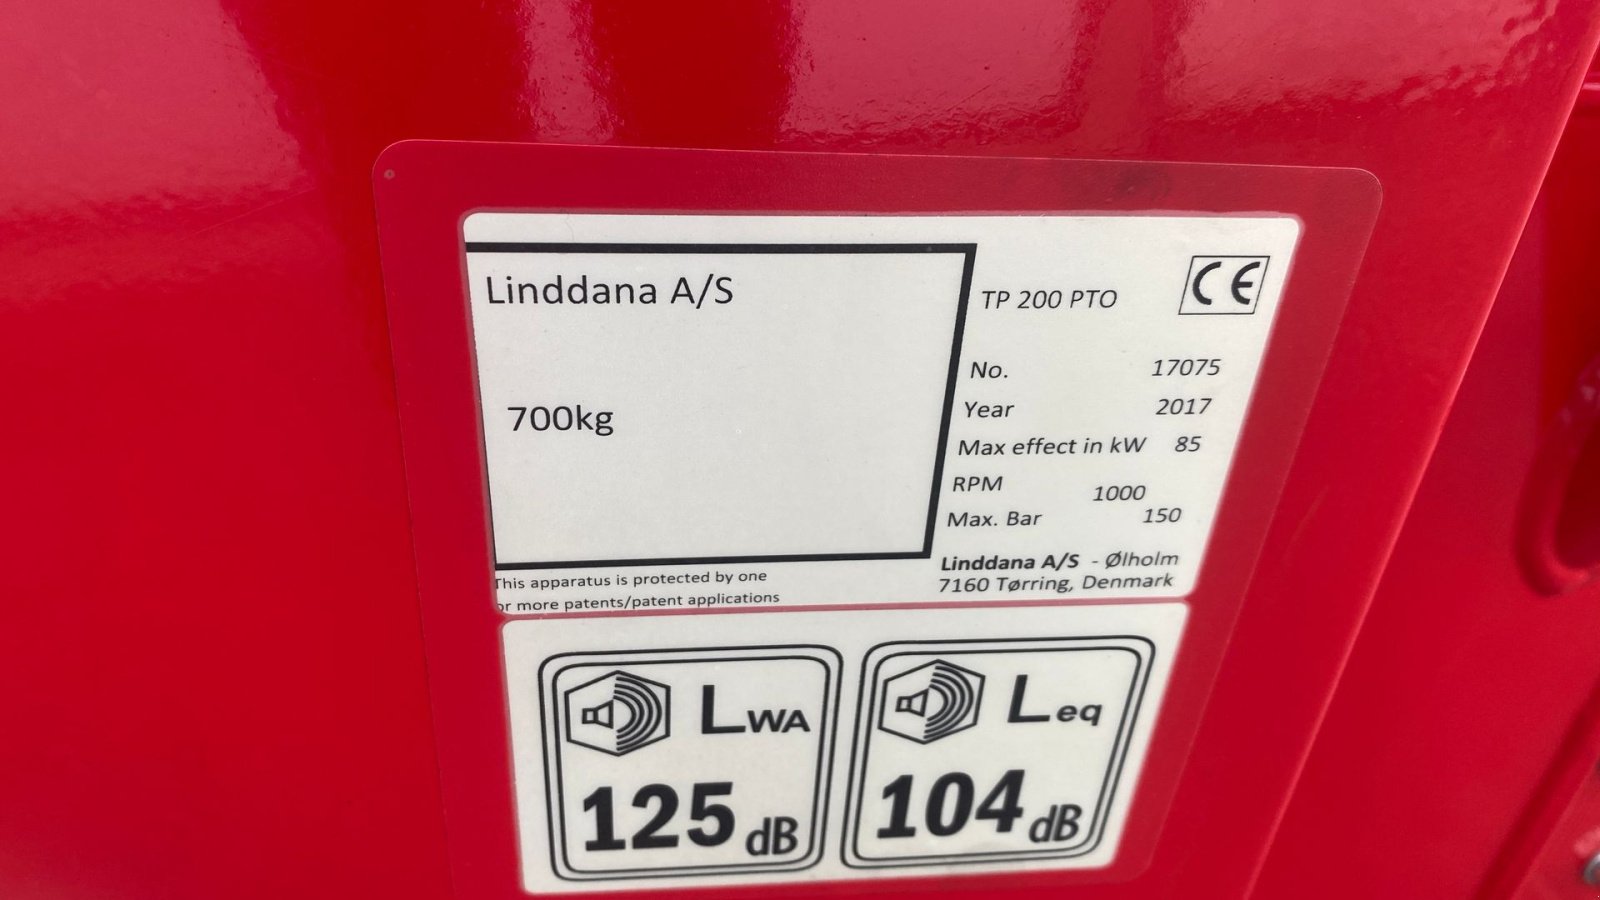 Linddana A/S
700kg
TP 200 PTO
CE
No. 17075
Year 2017
Max effect in kW 85
RPM 1000
Max. Bar 150
Linddana A/S - Ølholm
7160 Tørring, Denmark
This apparatus is protected by one
or more patents/patent applications
LWA
125 dB
Leq
104 dB